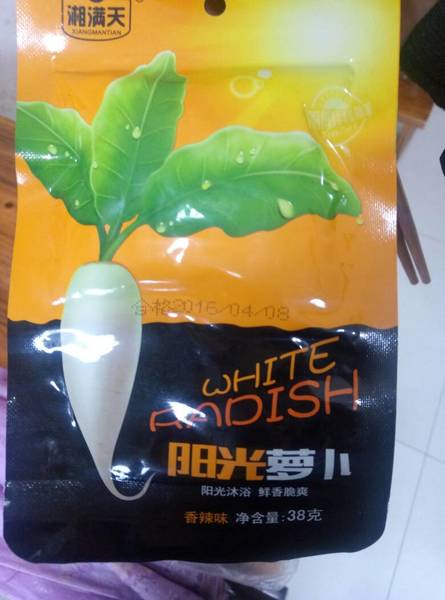 湘满天
XIANGMANTIAN
合格2016/04/08
WHITE
RADISH
阳光萝卜
阳光沐浴 鲜香脆爽
香辣味 净含量:38克